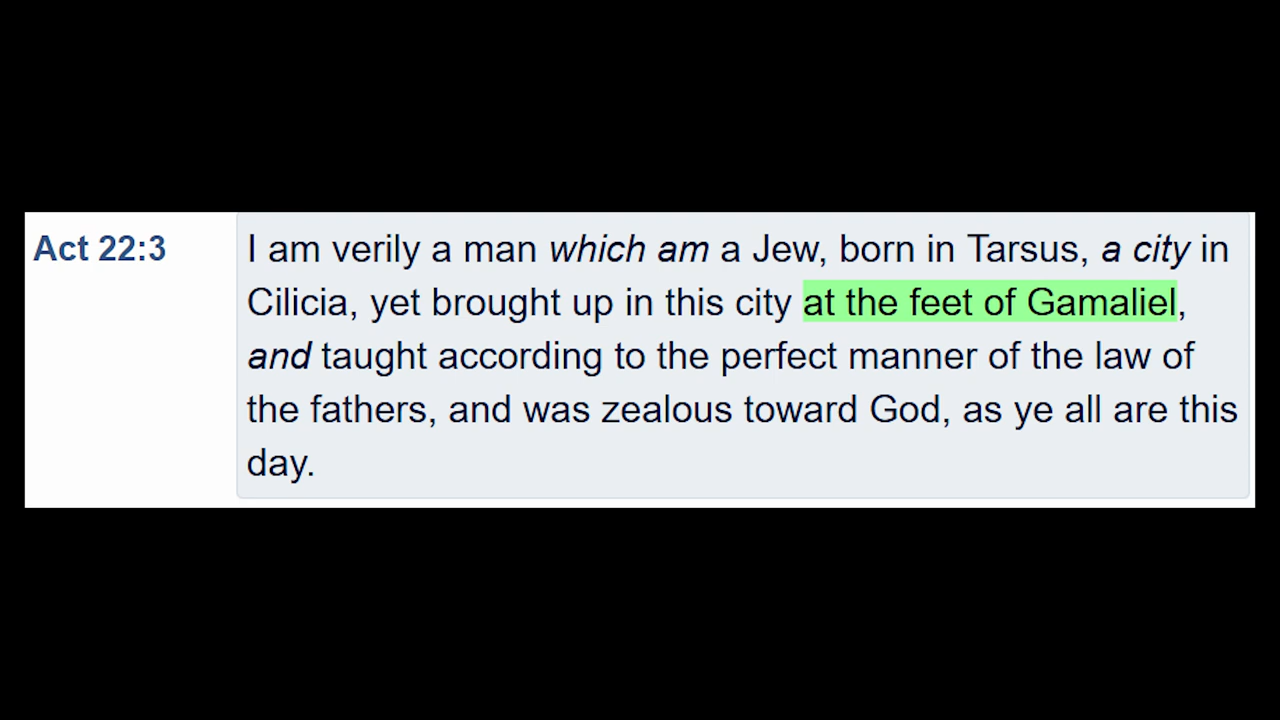 Act 22:3
I am verily a man which am a Jew, born in Tarsus, a city in
Cilicia, yet brought up in this city at the feet of Gamaliel,
and taught according to the perfect manner of the law of
the fathers, and was zealous toward God, as ye all are this
day.